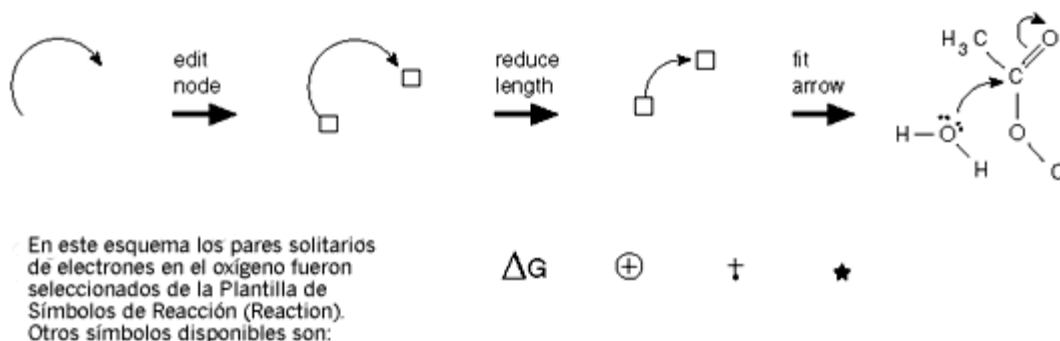 edit
node
reduce
length
fit
arrow
H₃C
O
C
O
H
O
H
En este esquema los pares solitarios
de electrones en el oxígeno fueron
seleccionados de la Plantilla de
Símbolos de Reacción (Reaction).
Otros símbolos disponibles son:
ΔG